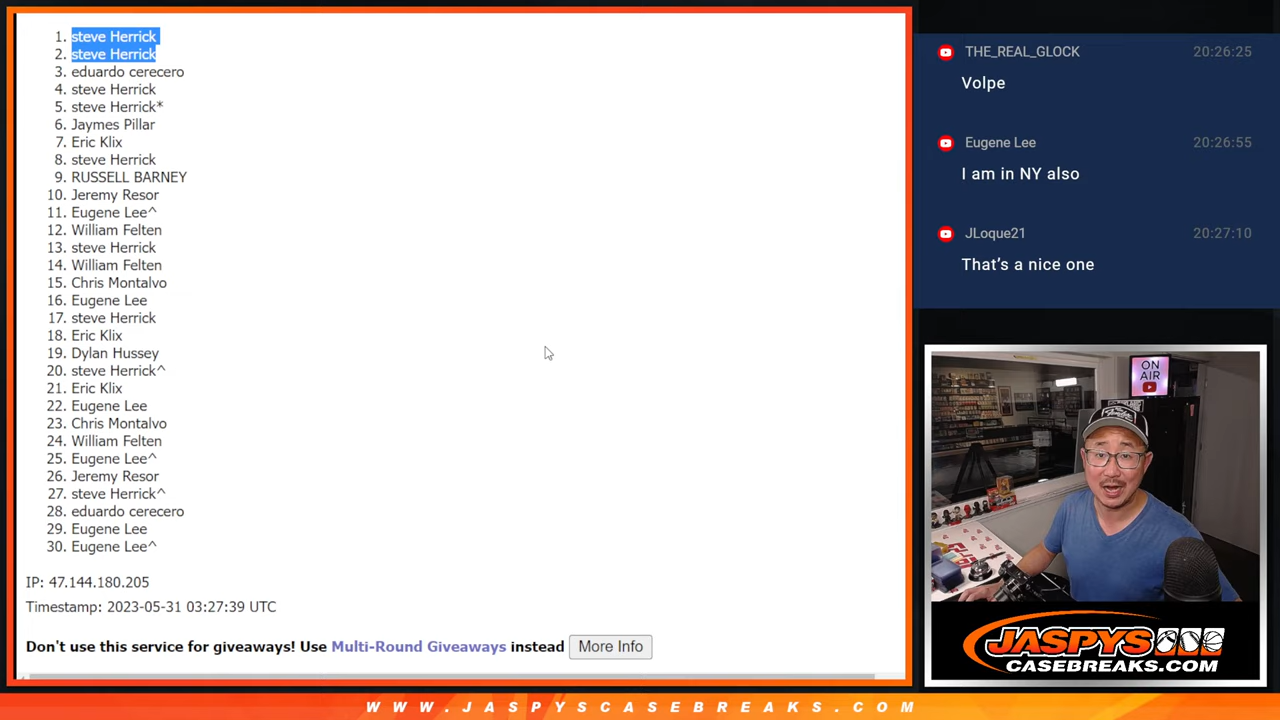 1. steve Herrick
2. steve Herrick
3. eduardo cerecero
4. steve Herrick
5. steve Herrick*
6. Jaymes Pillar
7. Eric Klix
8. steve Herrick
9. RUSSELL BARNEY
10. Jeremy Resor
11. Eugene Lee^
12. William Felten
13. steve Herrick
14. William Felten
15. Chris Montalvo
16. Eugene Lee
17. steve Herrick
18. Eric Klix
19. Dylan Hussey
20. steve Herrick^
21. Eric Klix
22. Eugene Lee
23. Chris Montalvo
24. William Felten
25. Eugene Lee^
26. Jeremy Resor
27. steve Herrick^
28. eduardo cerecero
29. Eugene Lee
30. Eugene Lee^
IP: 47.144.180.205
Timestamp: 2023-05-31 03:27:39 UTC
Don't use this service for giveaways! Use Multi-Round Giveaways instead More Info
THE_REAL_GLOCK 20:26:25
Volpe
Eugene Lee 20:26:55
I am in NY also
JLoque21 20:27:10
That's a nice one
ON
AIR
JASPYS
CASEBREAKS.COM
WWW.JASPYSCASEBREAKS.COM